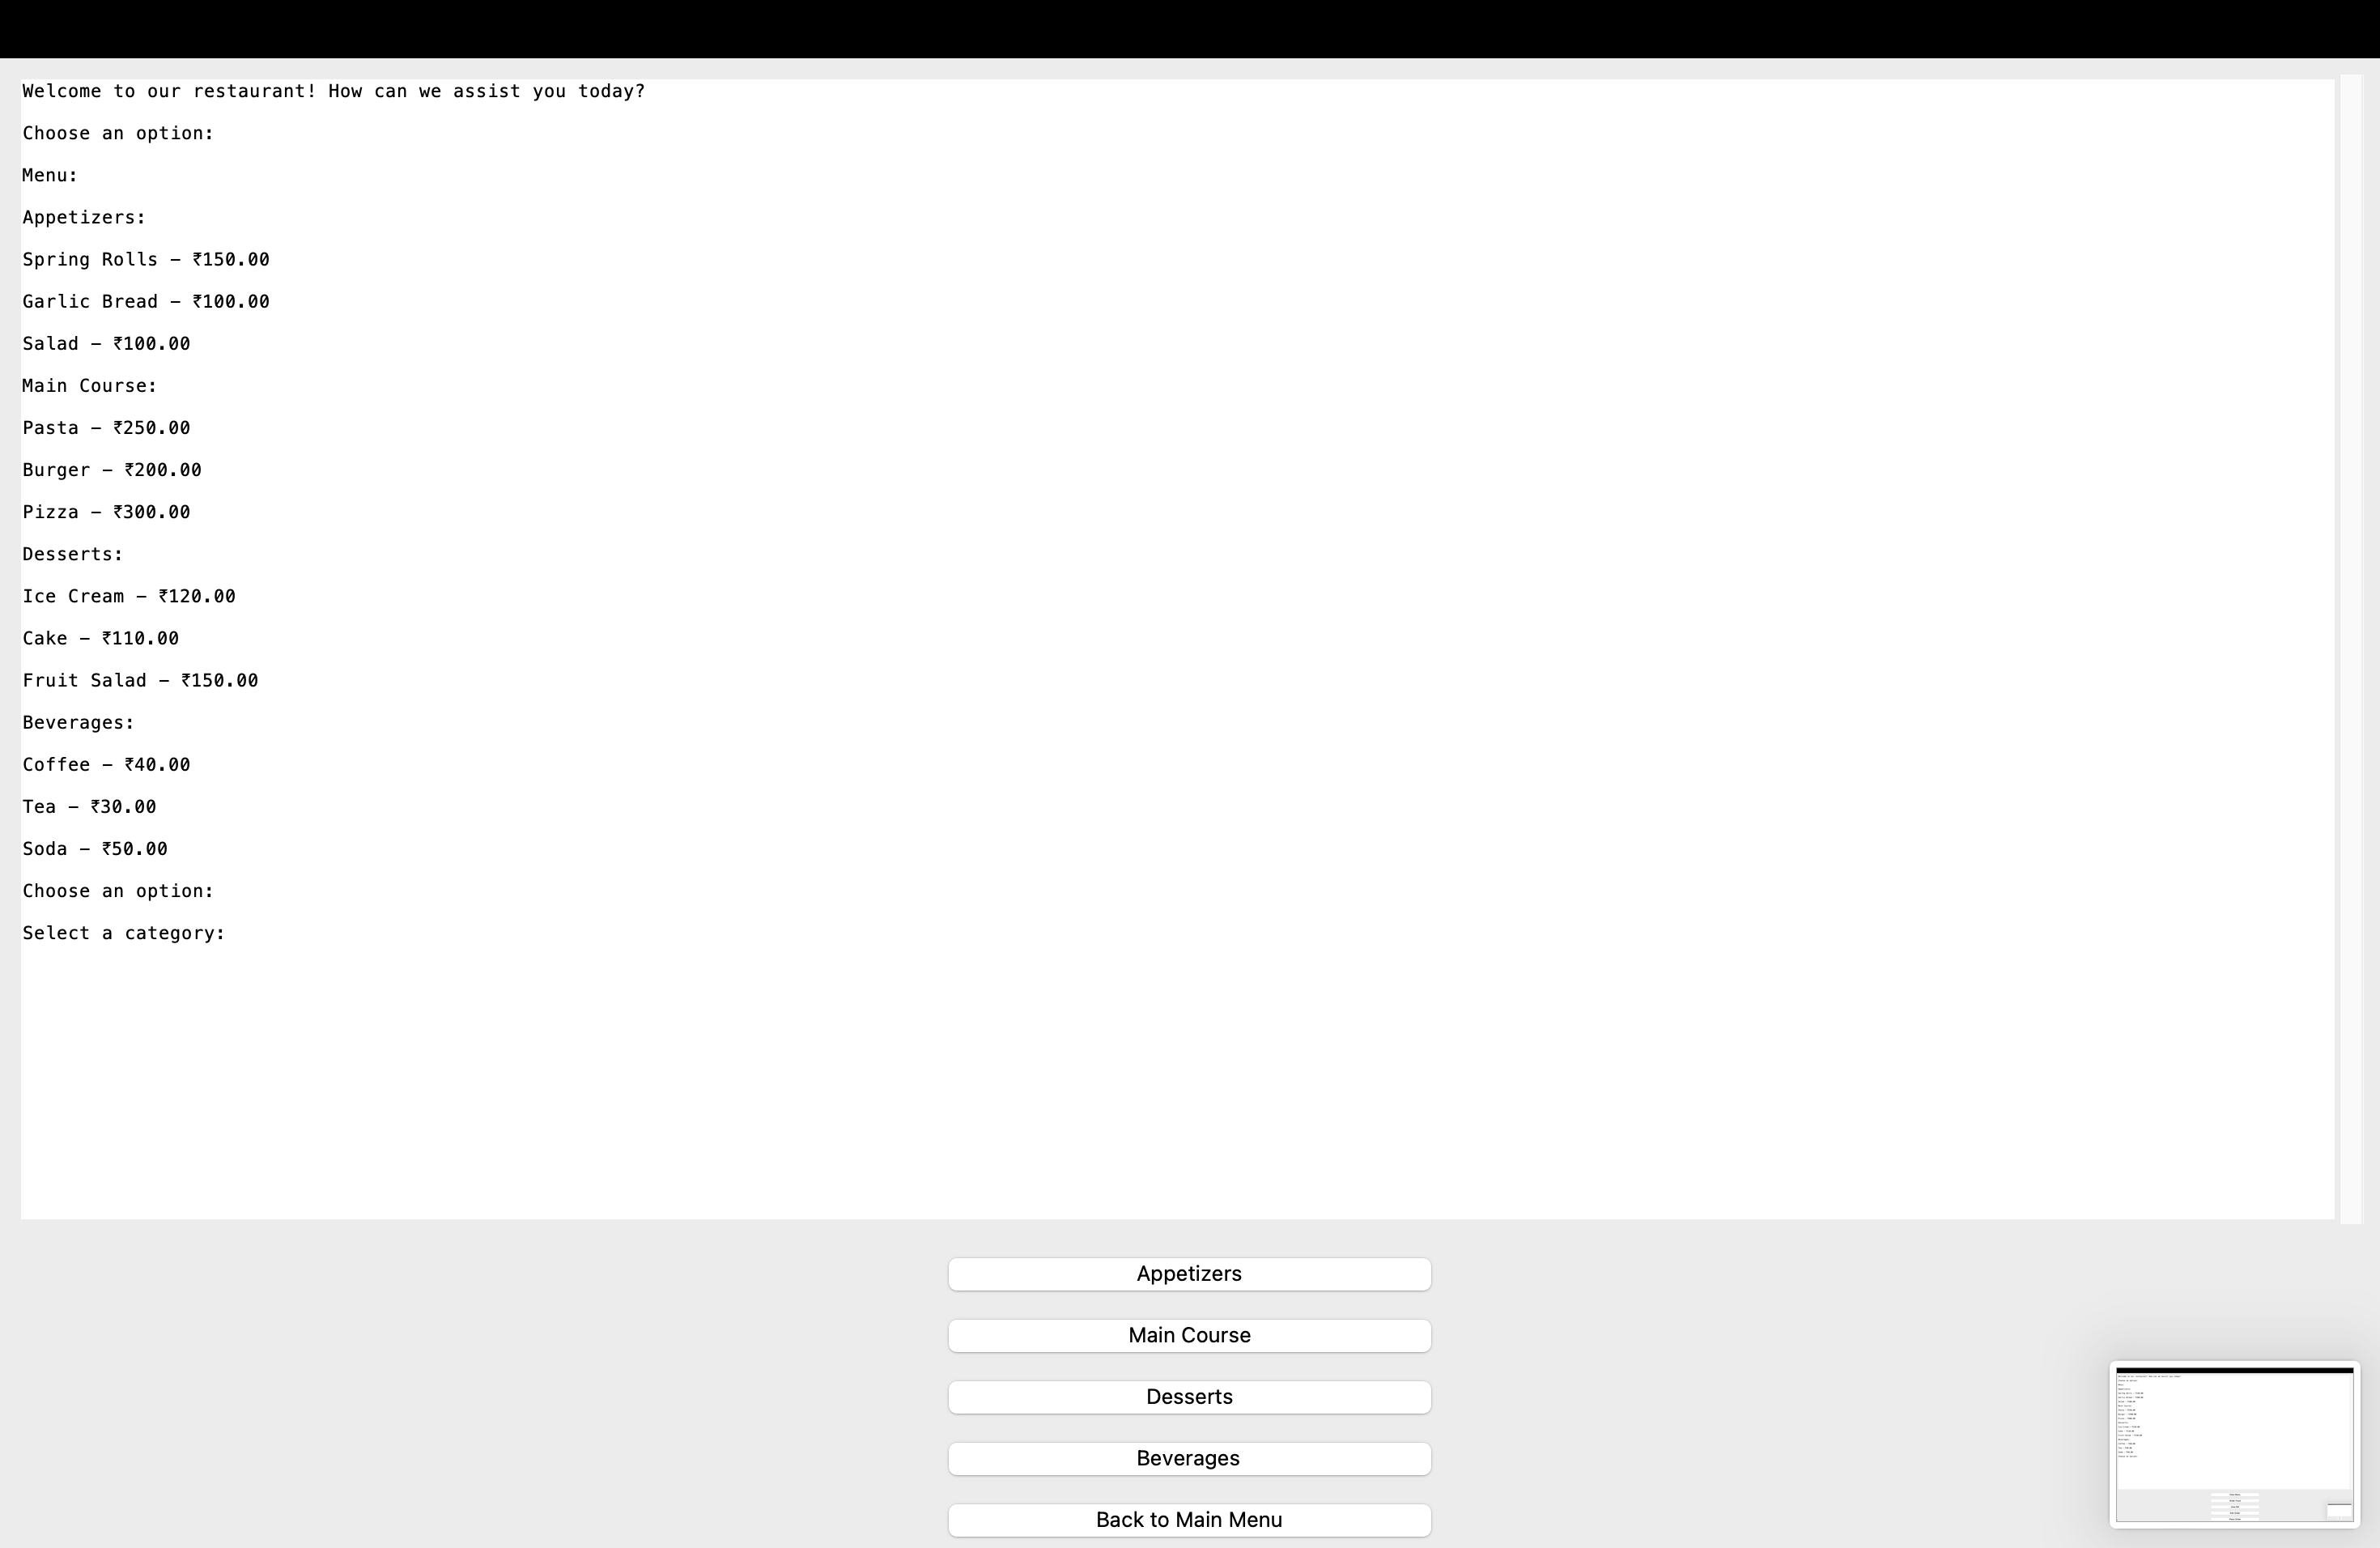 Welcome to our restaurant! How can we assist you today?
Choose an option:
Menu:
Appetizers:
Spring Rolls – ₹150.00
Garlic Bread – ₹100.00
Salad – ₹100.00
Main Course:
Pasta – ₹250.00
Burger – ₹200.00
Pizza – ₹300.00
Desserts:
Ice Cream – ₹120.00
Cake – ₹110.00
Fruit Salad – ₹150.00
Beverages:
Coffee – ₹40.00
Tea – ₹30.00
Soda – ₹50.00
Choose an option:
Select a category:
Appetizers
Main Course
Desserts
Beverages
Back to Main Menu